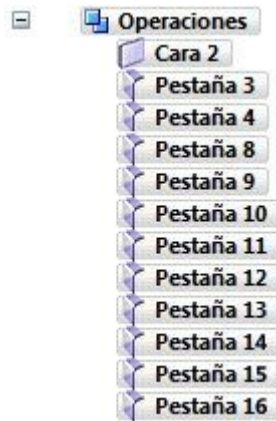 Operaciones
Cara 2
Pestaña 3
Pestaña 4
Pestaña 8
Pestaña 9
Pestaña 10
Pestaña 11
Pestaña 12
Pestaña 13
Pestaña 14
Pestaña 15
Pestaña 16